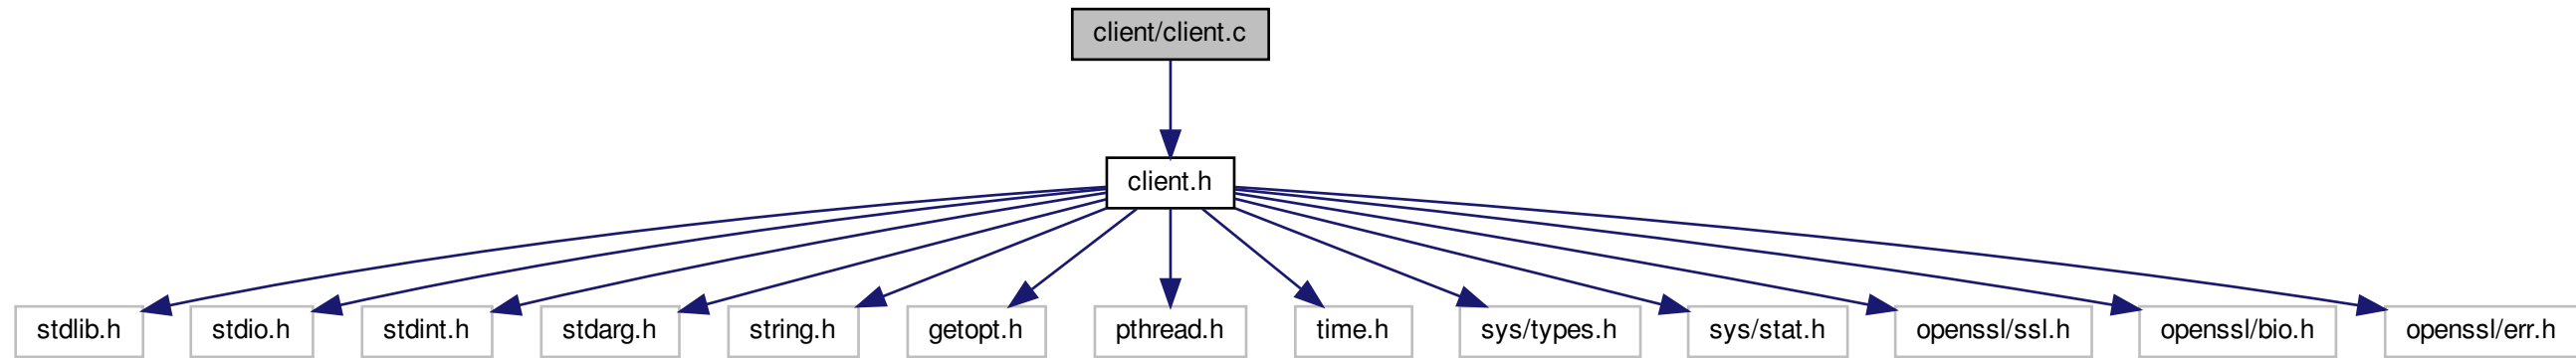 client/client.c
client.h
stdlib.h
stdio.h
stdint.h
stdarg.h
string.h
getopt.h
pthread.h
time.h
sys/types.h
sys/stat.h
openssl/ssl.h
openssl/bio.h
openssl/err.h